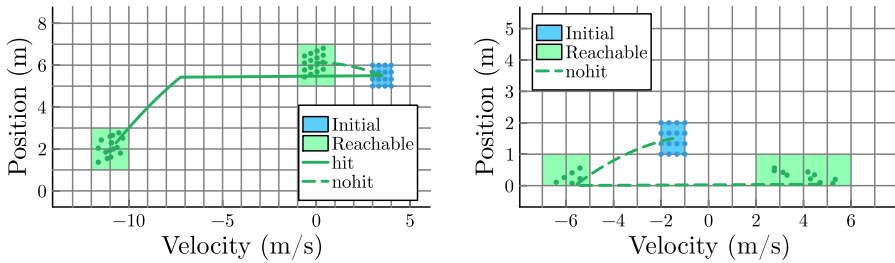 8
6
4
2
0
Position (m)
Initial
Reachable
hit
nohit
−10
−5
0
5
Velocity (m/s)
5
4
3
2
1
0
Position (m)
Initial
Reachable
nohit
−6
−4
−2
0
2
4
6
Velocity (m/s)